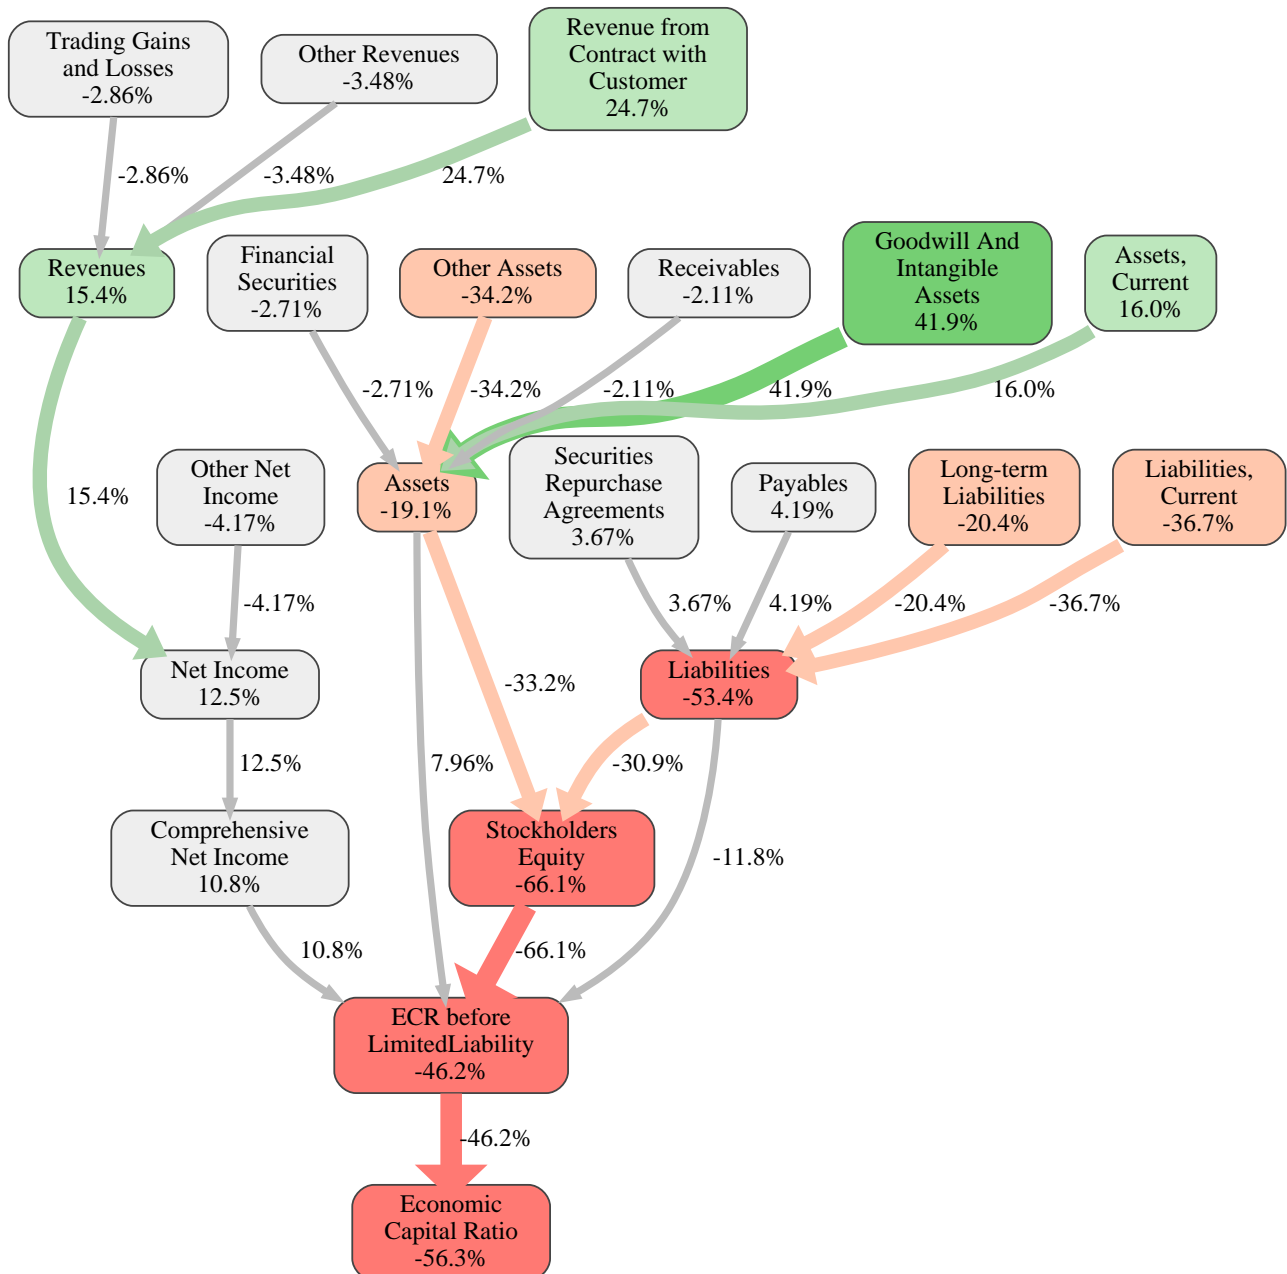 Trading Gains
and Losses
-2.86%
Other Revenues
-3.48%
Revenue from
Contract with
Customer
24.7%
-2.86%
-3.48%
24.7%
Revenues
15.4%
Financial
Securities
-2.71%
Other Assets
-34.2%
Receivables
-2.11%
Goodwill And
Intangible
Assets
41.9%
Assets,
Current
16.0%
-2.71%
-34.2%
-2.11%
41.9%
16.0%
15.4%
Other Net
Income
-4.17%
Assets
-19.1%
Securities
Repurchase
Agreements
3.67%
Payables
4.19%
Long-term
Liabilities
-20.4%
Liabilities,
Current
-36.7%
-4.17%
3.67%
4.19%
-20.4%
-36.7%
Net Income
12.5%
-33.2%
Liabilities
-53.4%
12.5%
7.96%
-30.9%
Comprehensive
Net Income
10.8%
Stockholders
Equity
-66.1%
-11.8%
10.8%
-66.1%
ECR before
LimitedLiability
-46.2%
-46.2%
Economic
Capital Ratio
-56.3%